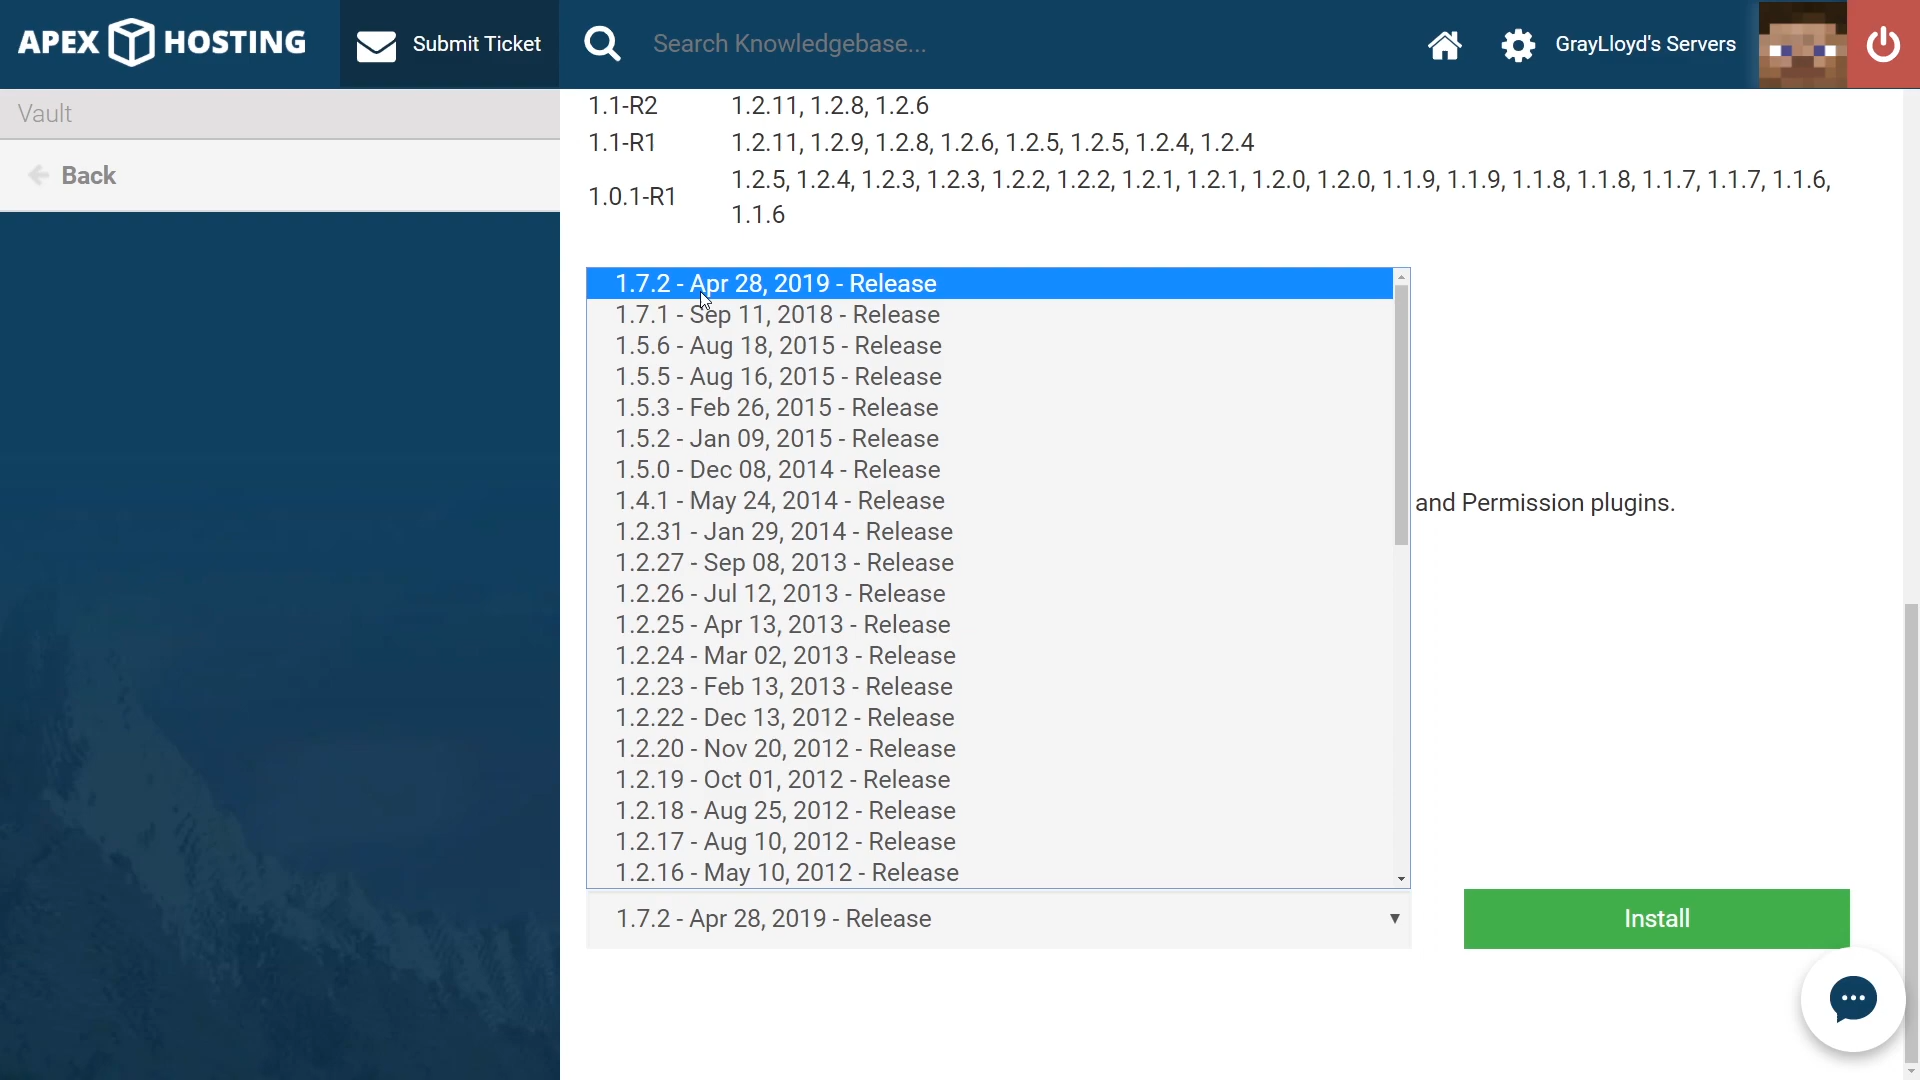 APEX HOSTING
Submit Ticket
Search Knowledgebase...
GrayLloyd's Servers
Vault
Back
1.1-R2 1.2.11, 1.2.8, 1.2.6
1.1-R1 1.2.11, 1.2.9, 1.2.8, 1.2.6, 1.2.5, 1.2.5, 1.2.4, 1.2.4
1.0.1-R1 1.2.5, 1.2.4, 1.2.3, 1.2.3, 1.2.2, 1.2.2, 1.2.1, 1.2.1, 1.2.0, 1.2.0, 1.1.9, 1.1.9, 1.1.8, 1.1.8, 1.1.7, 1.1.7, 1.1.6,
1.1.6
1.7.2 - Apr 28, 2019 - Release
1.7.1 - Sep 11, 2018 - Release
1.5.6 - Aug 18, 2015 - Release
1.5.5 - Aug 16, 2015 - Release
1.5.3 - Feb 26, 2015 - Release
1.5.2 - Jan 09, 2015 - Release
1.5.0 - Dec 08, 2014 - Release
1.4.1 - May 24, 2014 - Release
and Permission plugins.
1.2.31 - Jan 29, 2014 - Release
1.2.27 - Sep 08, 2013 - Release
1.2.26 - Jul 12, 2013 - Release
1.2.25 - Apr 13, 2013 - Release
1.2.24 - Mar 02, 2013 - Release
1.2.23 - Feb 13, 2013 - Release
1.2.22 - Dec 13, 2012 - Release
1.2.20 - Nov 20, 2012 - Release
1.2.19 - Oct 01, 2012 - Release
1.2.18 - Aug 25, 2012 - Release
1.2.17 - Aug 10, 2012 - Release
1.2.16 - May 10, 2012 - Release
1.7.2 - Apr 28, 2019 - Release
Install